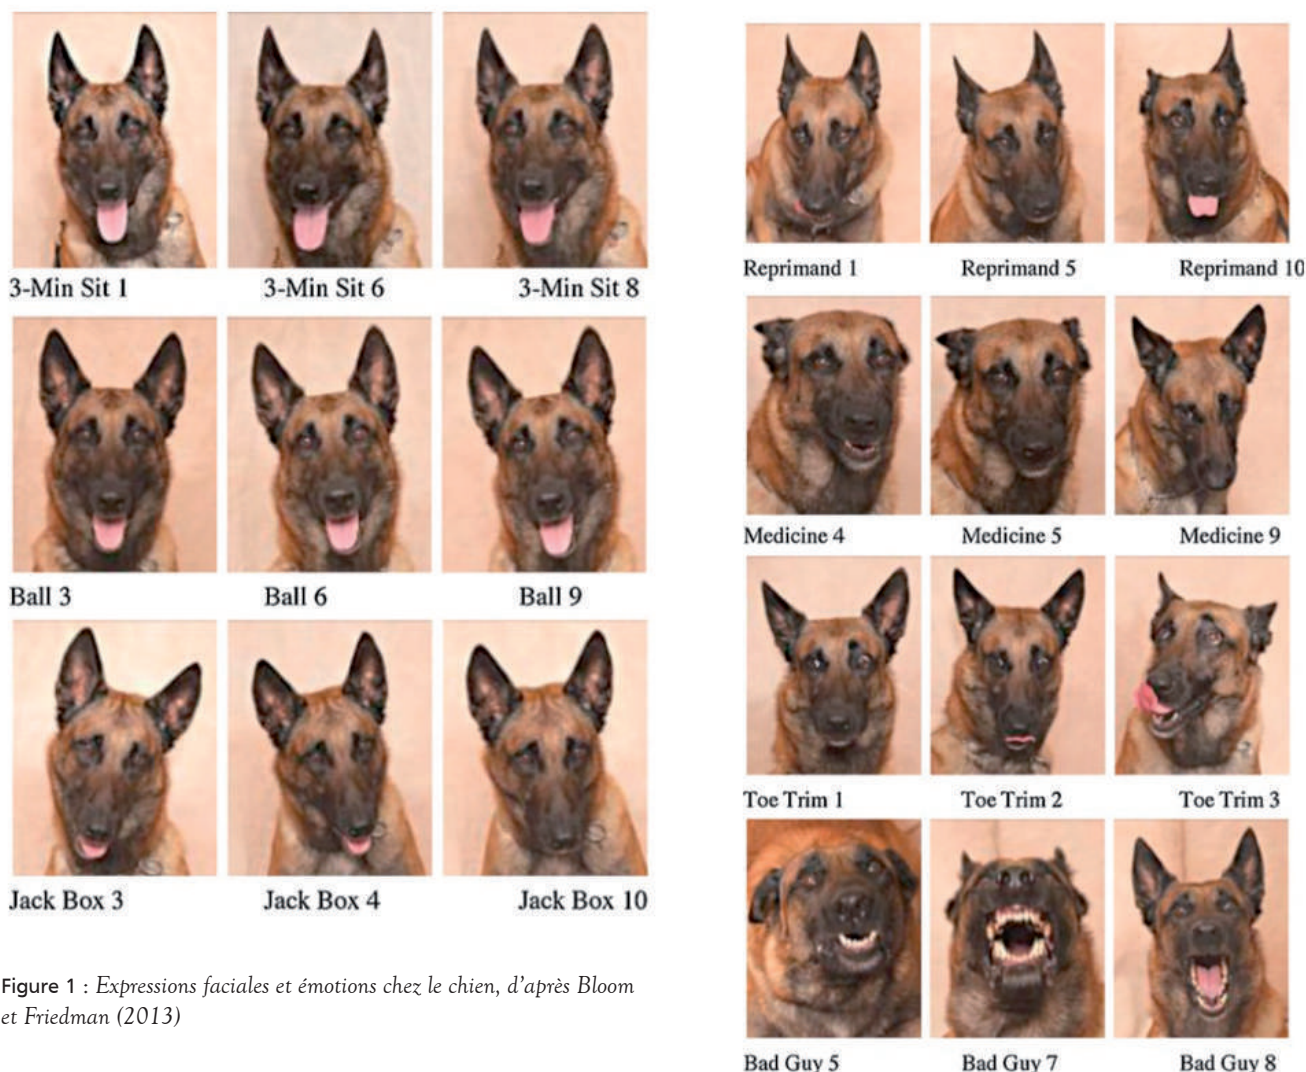 3-Min Sit 1 3-Min Sit 6 3-Min Sit 8
Ball 3 Ball 6 Ball 9
Jack Box 3 Jack Box 4 Jack Box 10
Figure 1 : Expressions faciales et émotions chez le chien, d'après Bloom
et Friedman (2013)
Reprimand 1 Reprimand 5 Reprimand 10
Medicine 4 Medicine 5 Medicine 9
Toe Trim 1 Toe Trim 2 Toe Trim 3
Bad Guy 5 Bad Guy 7 Bad Guy 8